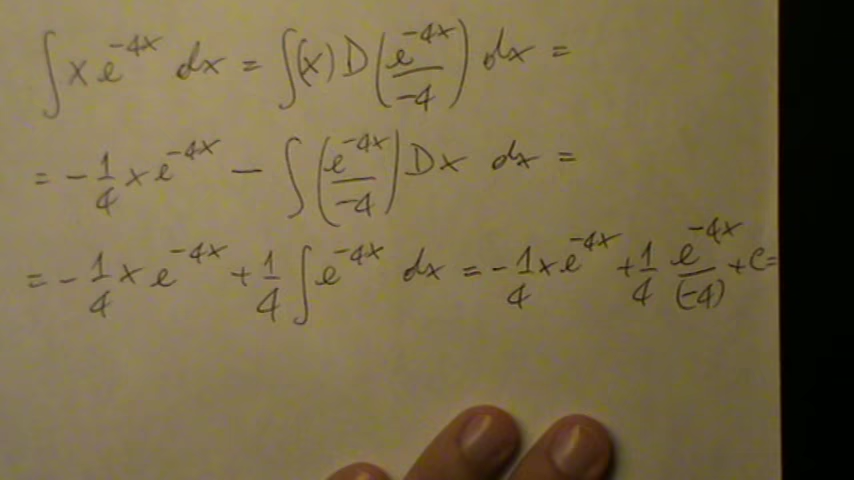 ∫ x e^{-4x} dx = ∫ (x) D (e^{-4x}/-4) dx =
= - 1/4 x e^{-4x} - ∫ (e^{-4x}/-4) Dx dx =
= - 1/4 x e^{-4x} + 1/4 ∫ e^{-4x} dx = - 1/4 x e^{-4x} + 1/4 e^{-4x}/(-4) + C =